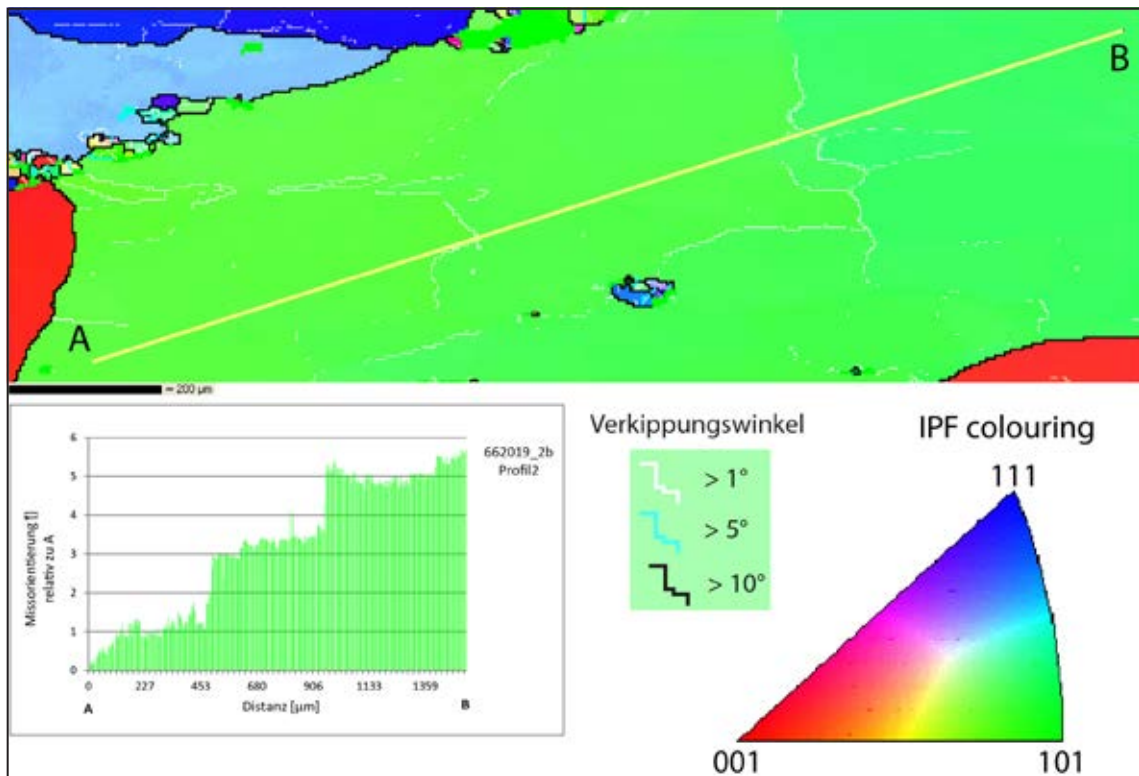 B
A
= 200 µm
6
5
4
3
2
1
0
Missorientierung [°]
relativ zu A
0 227 453 680 906 1133 1359
A Distanz [µm] B
662019_2b
Profil2
Verkippungswinkel
> 1°
> 5°
> 10°
IPF colouring
111
001 101